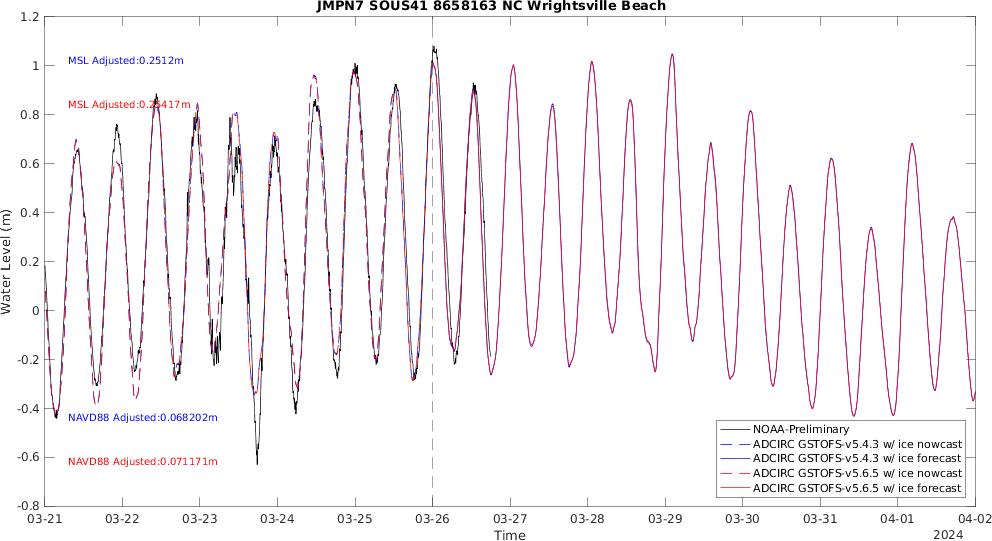 JMPN7 SOUS41 8658163 NC Wrightsville Beach
1.2
1
0.8
0.6
0.4
0.2
0
-0.2
-0.4
-0.6
-0.8
Water Level (m)
MSL Adjusted:0.2512m
MSL Adjusted:0.25417m
NAVD88 Adjusted:0.068202m
NAVD88 Adjusted:0.071171m
NOAA-Preliminary
ADCIRC GSTOFS-v5.4.3 w/ ice nowcast
ADCIRC GSTOFS-v5.4.3 w/ ice forecast
ADCIRC GSTOFS-v5.6.5 w/ ice nowcast
ADCIRC GSTOFS-v5.6.5 w/ ice forecast
03-21 03-22 03-23 03-24 03-25 03-26 03-27 03-28 03-29 03-30 03-31 04-01 04-02
2024
Time